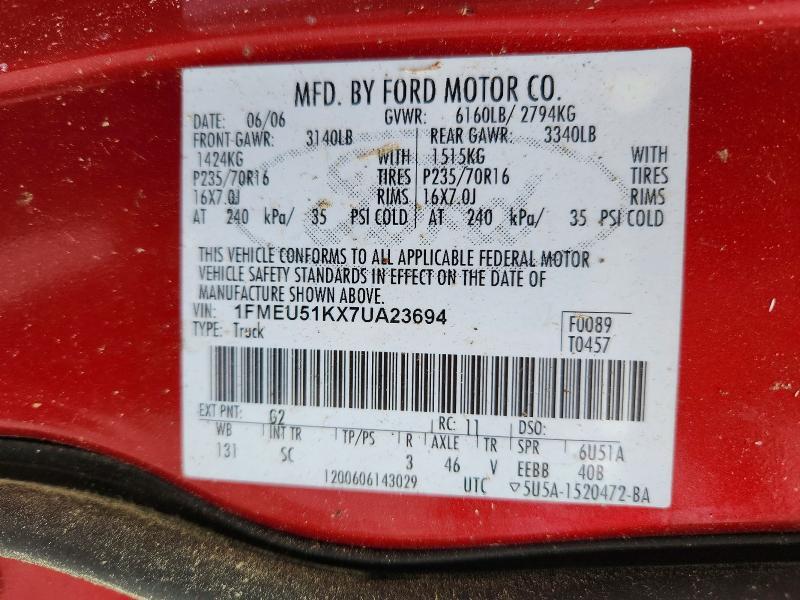 MFD. BY FORD MOTOR CO.
DATE: 06/06 GVWR: 6160LB/ 2794KG
FRONT GAWR: 3140LB REAR GAWR: 3340LB
1424KG WITH 1515KG WITH
P235/70R16 TIRES P235/70R16 TIRES
16X7.0J RIMS 16X7.0J RIMS
AT 240 kPa/ 35 PSI COLD AT 240 kPa/ 35 PSI COLD
THIS VEHICLE CONFORMS TO ALL APPLICABLE FEDERAL MOTOR
VEHICLE SAFETY STANDARDS IN EFFECT ON THE DATE OF
MANUFACTURE SHOWN ABOVE.
VIN: 1FMEU51KX7UA23694 F0089
TYPE: Truck T0457
EXT PNT: G2 RC: 11 DSO:
WB INT TR TP/PS R AXLE TR SPR 6U51A
131 SC 3 46 V EEBB 40B
1200606143029 UTC ▽5U5A-1520472-BA